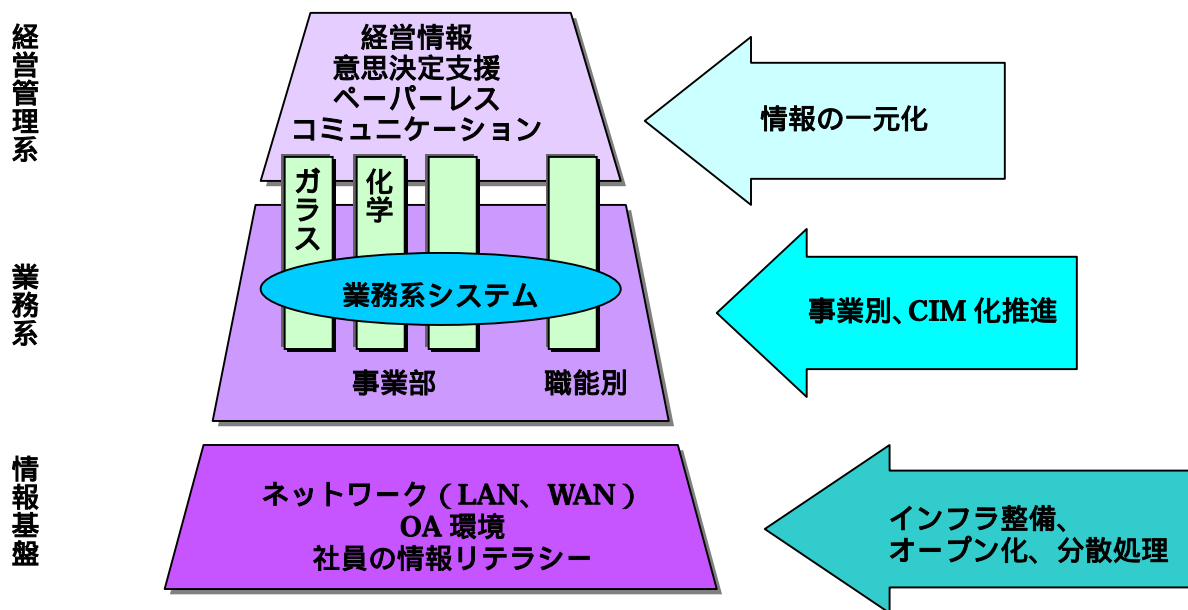 経営管理系
経営情報
意思決定支援
ペーパーレス
コミュニケーション
情報の一元化
ガラス
化学
業務系
業務系システム
事業別、CIM 化推進
事業部
職能別
情報基盤
ネットワーク（LAN、WAN）
OA 環境
社員の情報リテラシー
インフラ整備、
オープン化、分散処理